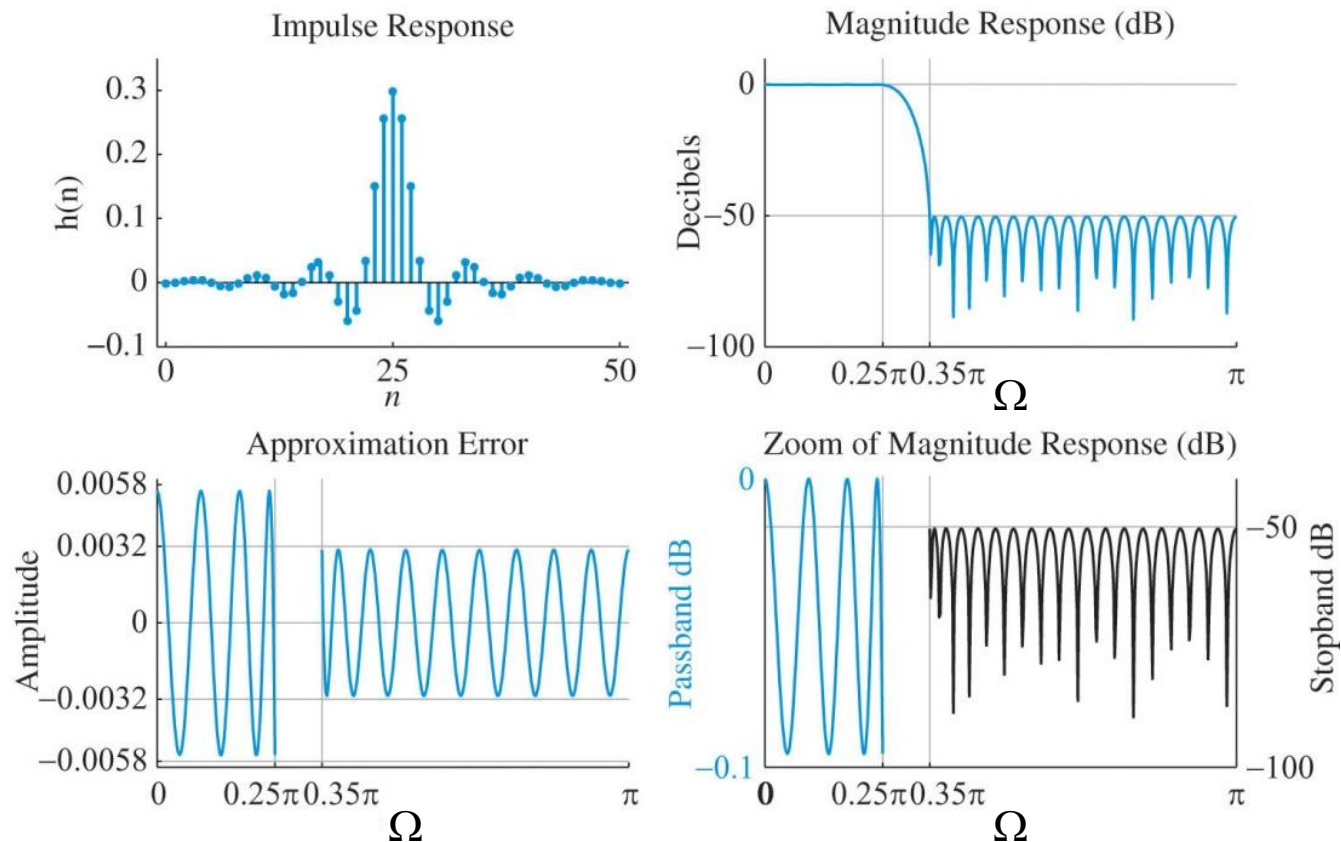 Impulse Response
0.3
0.2
0.1
0
−0.1
h(n)
0
25
50
n
Magnitude Response (dB)
0
−50
−100
Decibels
0
0.25π
0.35π
π
Ω
Approximation Error
0.0058
0.0032
0
−0.0032
−0.0058
Amplitude
0
0.25π
0.35π
π
Ω
Zoom of Magnitude Response (dB)
0
−0.1
Passband dB
−50
−100
Stopband dB
0
0.25π
0.35π
π
Ω